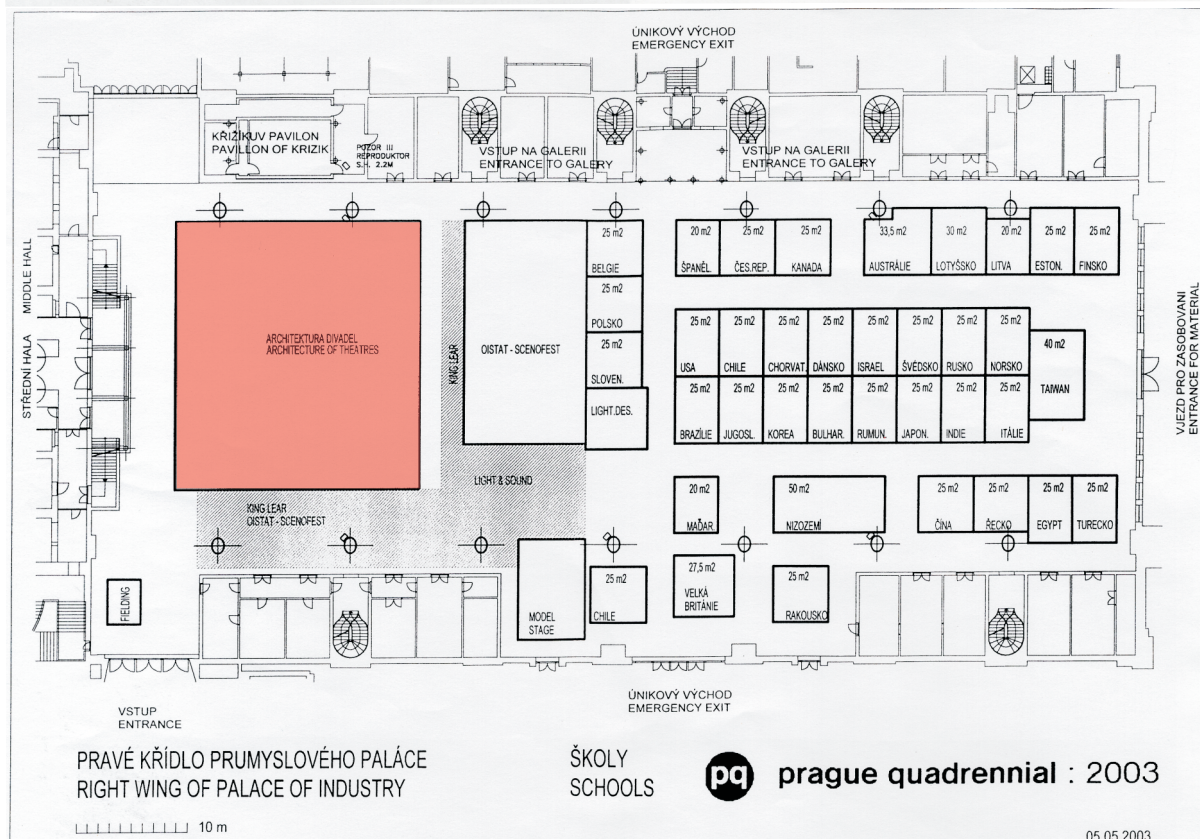 ÚNIKOVÝ VÝCHOD
EMERGENCY EXIT
KŘIŽIKUV PAVILON
PAVILLON OF KRIZIK
POZOR III
REPRODUKTOR
S.H. 2.2M
VSTUP NA GALERII
ENTRANCE TO GALERY
VSTUP NA GALERII
ENTRANCE TO GALERY
STŘEDNÍ HALA MIDDLE HALL
ARCHITEKTURA DIVADEL
ARCHITECTURE OF THEATRES
KING LEAR
OISTAT - SCENOFEST
25 m2
BELGIE
25 m2
POLSKO
25 m2
SLOVEN.
LIGHT.DES.
20 m2
ŠPANĚL.
25 m2
ČES.REP.
25 m2
KANADA
33,5 m2
AUSTRÁLIE
30 m2
LOTYŠSKO
20 m2
LITVA
25 m2
ESTON.
25 m2
FINSKO
25 m2
USA
25 m2
CHILE
25 m2
CHORVAT.
25 m2
DÁNSKO
25 m2
ISRAEL
25 m2
ŠVÉDSKO
25 m2
RUSKO
25 m2
NORSKO
40 m2
TAIWAN
25 m2
BRAZÍLIE
25 m2
JUGOSL.
25 m2
KOREA
25 m2
BULHAR.
25 m2
RUMUN.
25 m2
JAPON.
25 m2
INDIE
25 m2
ITÁLIE
VJEZD PRO ZASOBOVANI
ENTRANCE FOR MATERIAL
LIGHT & SOUND
KING LEAR
OISTAT - SCENOFEST
20 m2
MAĎAR.
50 m2
NIZOZEMÍ
25 m2
ČÍNA
25 m2
ŘECKO
25 m2
EGYPT
25 m2
TURECKO
FIELDING
MODEL
STAGE
25 m2
CHILE
27,5 m2
VELKÁ
BRITÁNIE
25 m2
RAKOUSKO
VSTUP
ENTRANCE
ÚNIKOVÝ VÝCHOD
EMERGENCY EXIT
PRAVÉ KŘÍDLO PRUMYSLOVÉHO PALÁCE
RIGHT WING OF PALACE OF INDUSTRY
ŠKOLY
SCHOOLS
pq prague quadrennial : 2003
10 m
05.05.2003